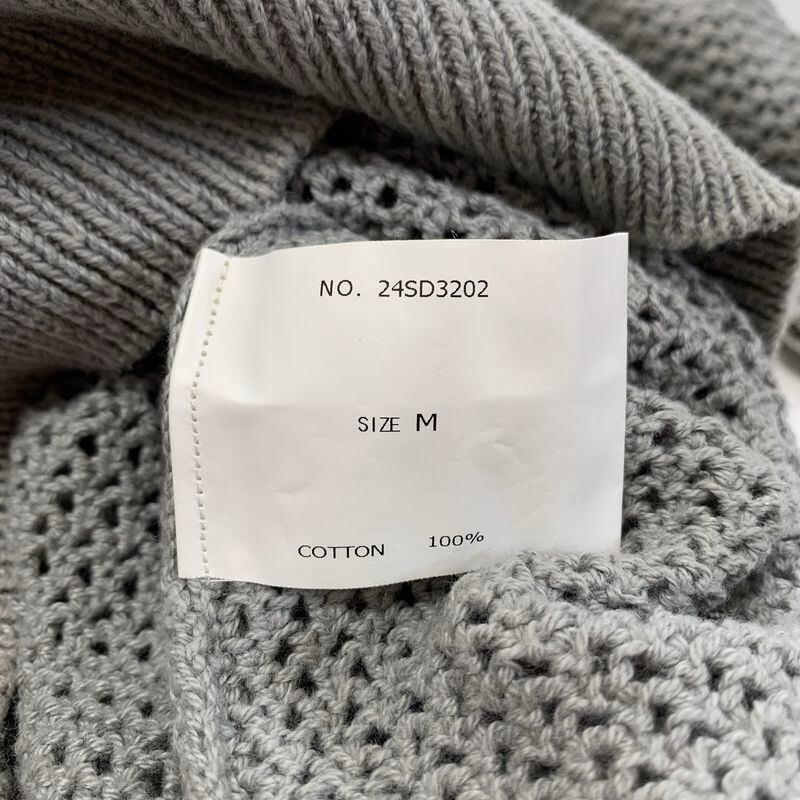 NO. 24SD3202
SIZE M
COTTON 100%